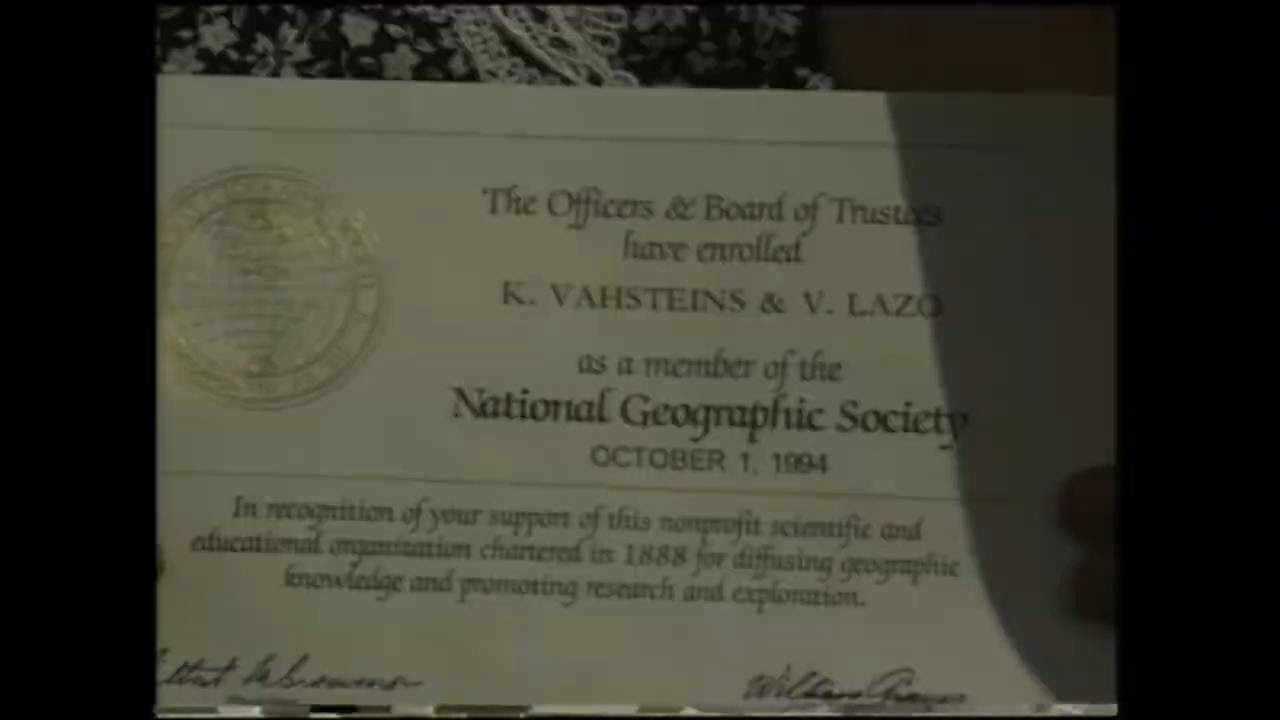 The Officers & Board of Trustees
have enrolled
K. VAHSTEINS & V. LAZO
as a member of the
National Geographic Society
OCTOBER 1, 1994
In recognition of your support of this nonprofit scientific and
educational organization chartered in 1888 for diffusing geographic
knowledge and promoting research and exploration.